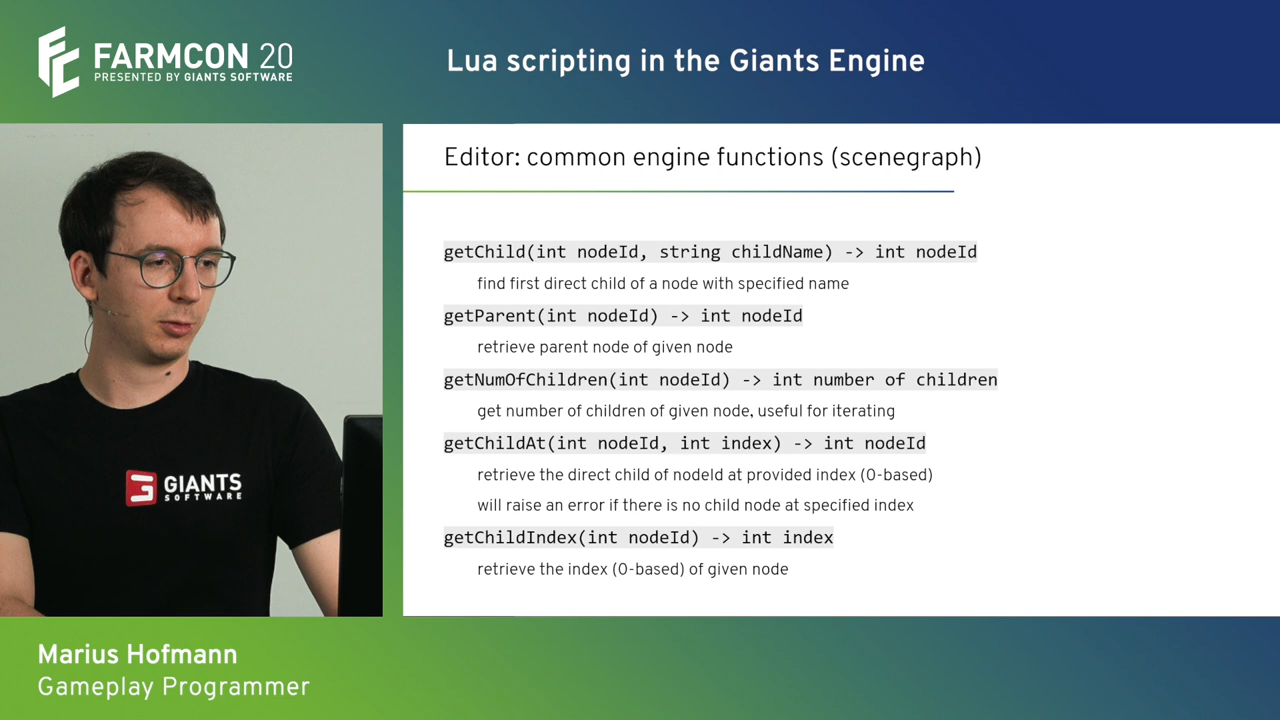 FARMCON 20
PRESENTED BY GIANTS SOFTWARE
Lua scripting in the Giants Engine
Editor: common engine functions (scenegraph)
getChild(int nodeId, string childName) -> int nodeId
find first direct child of a node with specified name
getParent(int nodeId) -> int nodeId
retrieve parent node of given node
getNumOfChildren(int nodeId) -> int number of children
get number of children of given node, useful for iterating
getChildAt(int nodeId, int index) -> int nodeId
retrieve the direct child of nodeId at provided index (0-based)
will raise an error if there is no child node at specified index
getChildIndex(int nodeId) -> int index
retrieve the index (0-based) of given node
GIANTS
SOFTWARE
Marius Hofmann
Gameplay Programmer